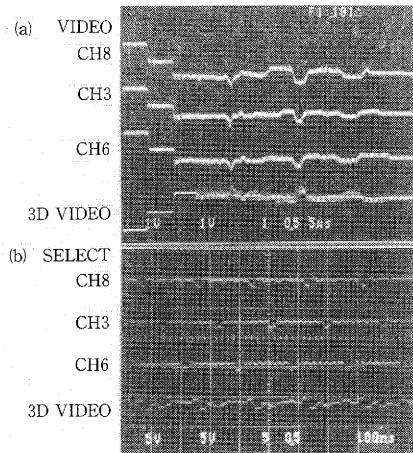 (a) VIDEO
CH8
CH3
CH6
3D VIDEO
1V 1V 1 0.5 5µs
(b) SELECT
CH8
CH3
CH6
3D VIDEO
5V 5V 5 0.5 100ns